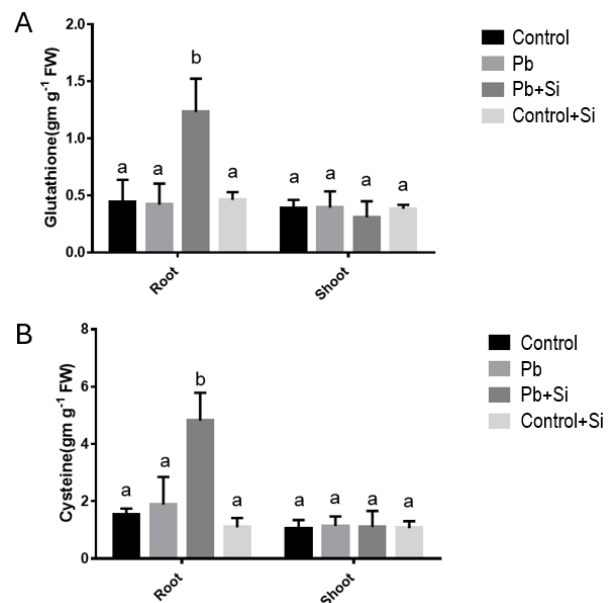 A
Glutathione(gm g⁻¹ FW)
2.0
1.5
1.0
0.5
0.0
a
a
b
a
a
a
a
a
Root
Shoot
Control
Pb
Pb+Si
Control+Si
B
Cysteine(gm g⁻¹ FW)
8
6
4
2
0
a
a
b
a
a
a
a
a
Root
Shoot
Control
Pb
Pb+Si
Control+Si